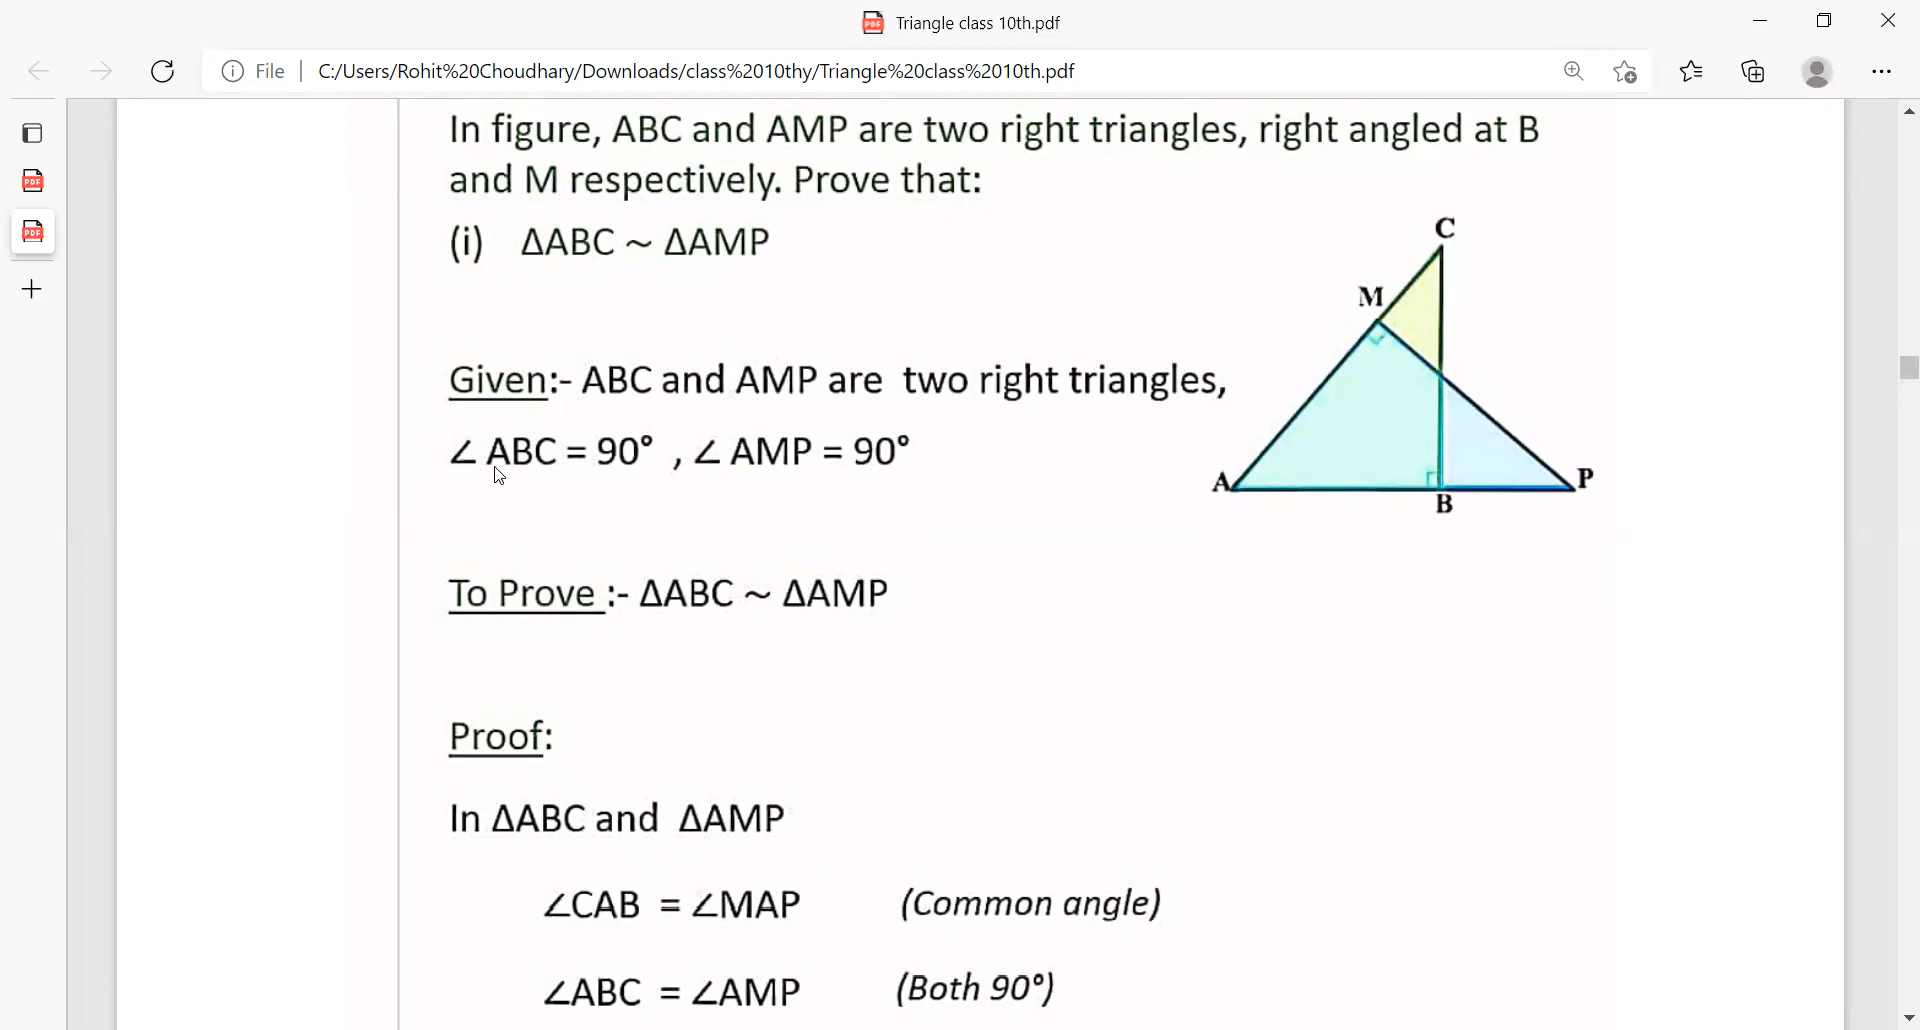 Triangle class 10th.pdf
File | C:/Users/Rohit%20Choudhary/Downloads/class%2010thy/Triangle%20class%2010th.pdf
In figure, ABC and AMP are two right triangles, right angled at B
and M respectively. Prove that:
(i) ΔABC ~ ΔAMP
C
M
Given:- ABC and AMP are two right triangles,
∠ ABC = 90° , ∠ AMP = 90°
A
P
B
To Prove :- ΔABC ~ ΔAMP
Proof:
In ΔABC and ΔAMP
∠CAB = ∠MAP (Common angle)
∠ABC = ∠AMP (Both 90°)
PDF
PDF
PDF